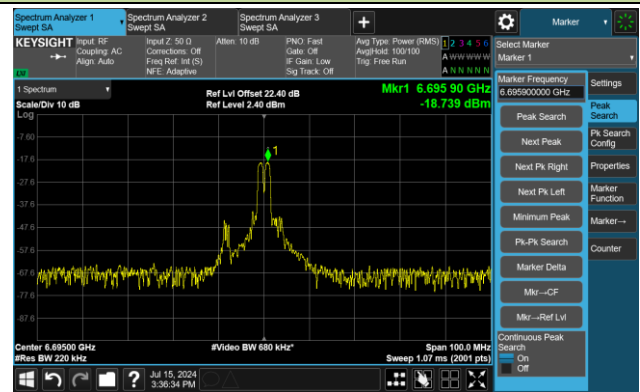 Spectrum Analyzer 1
Swept SA
Spectrum Analyzer 2
Swept SA
Spectrum Analyzer 3
Swept SA
+
Marker
KEYSIGHT
Input: RF
Coupling: AC
Align: Auto
Input Z: 50 Ω
Corrections: Off
Freq Ref: Int (S)
NFE: Adaptive
Atten: 10 dB
PNO: Fast
Gate: Off
IF Gain: Low
Sig Track: Off
Avg Type: Power (RMS)
Avg|Hold: 100/100
Trig: Free Run
1 2 3 4 5 6
A W W W W W
A N N N N N
LXI
Select Marker
Marker 1
1 Spectrum
Scale/Div 10 dB
Log
Ref Lvl Offset 22.40 dB
Ref Level 2.40 dBm
Mkr1 6.695 90 GHz
-18.739 dBm
1
-7.60
-17.6
-27.6
-37.6
-47.6
-57.6
-67.6
-77.6
-87.6
Center 6.69500 GHz
#Res BW 220 kHz
#Video BW 680 kHz*
Span 100.0 MHz
Sweep 1.07 ms (2001 pts)
Marker Frequency
6.695900000 GHz
Peak Search
Next Peak
Next Pk Right
Next Pk Left
Minimum Peak
Pk-Pk Search
Marker Delta
Mkr→CF
Mkr→Ref Lvl
Continuous Peak
Search
On
Off
Settings
Peak
Search
Pk Search
Config
Properties
Marker
Function
Marker→
Counter
?
Jul 15, 2024
3:36:34 PM